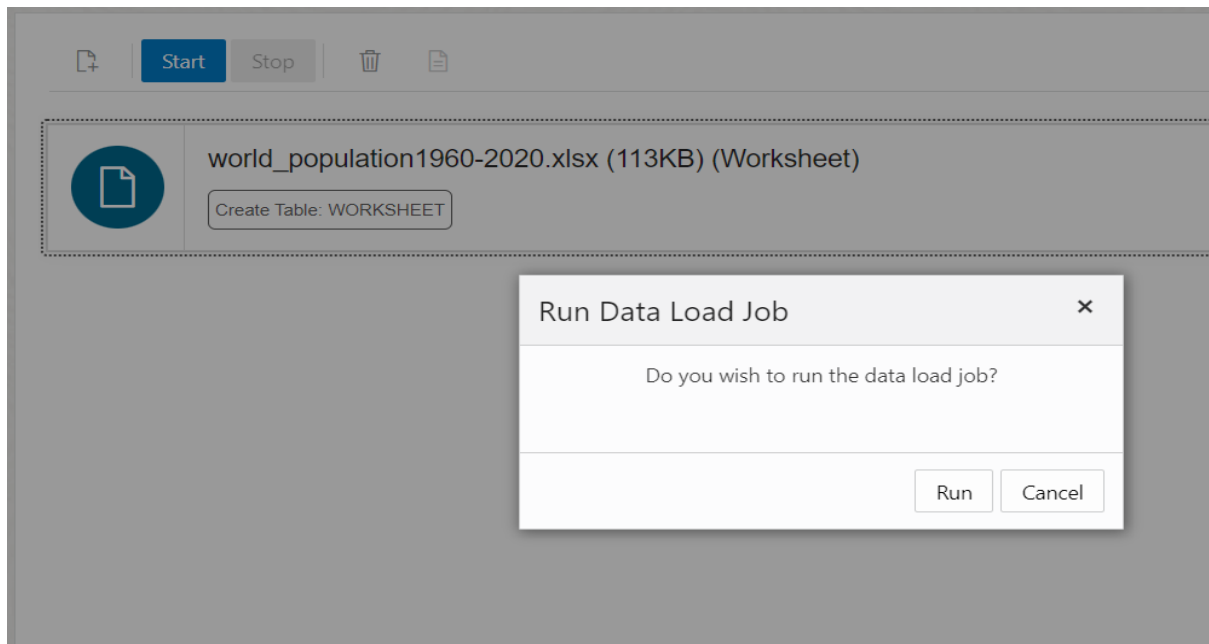 Start Stop
world_population1960-2020.xlsx (113KB) (Worksheet)
Create Table: WORKSHEET
Run Data Load Job
Do you wish to run the data load job?
Run Cancel